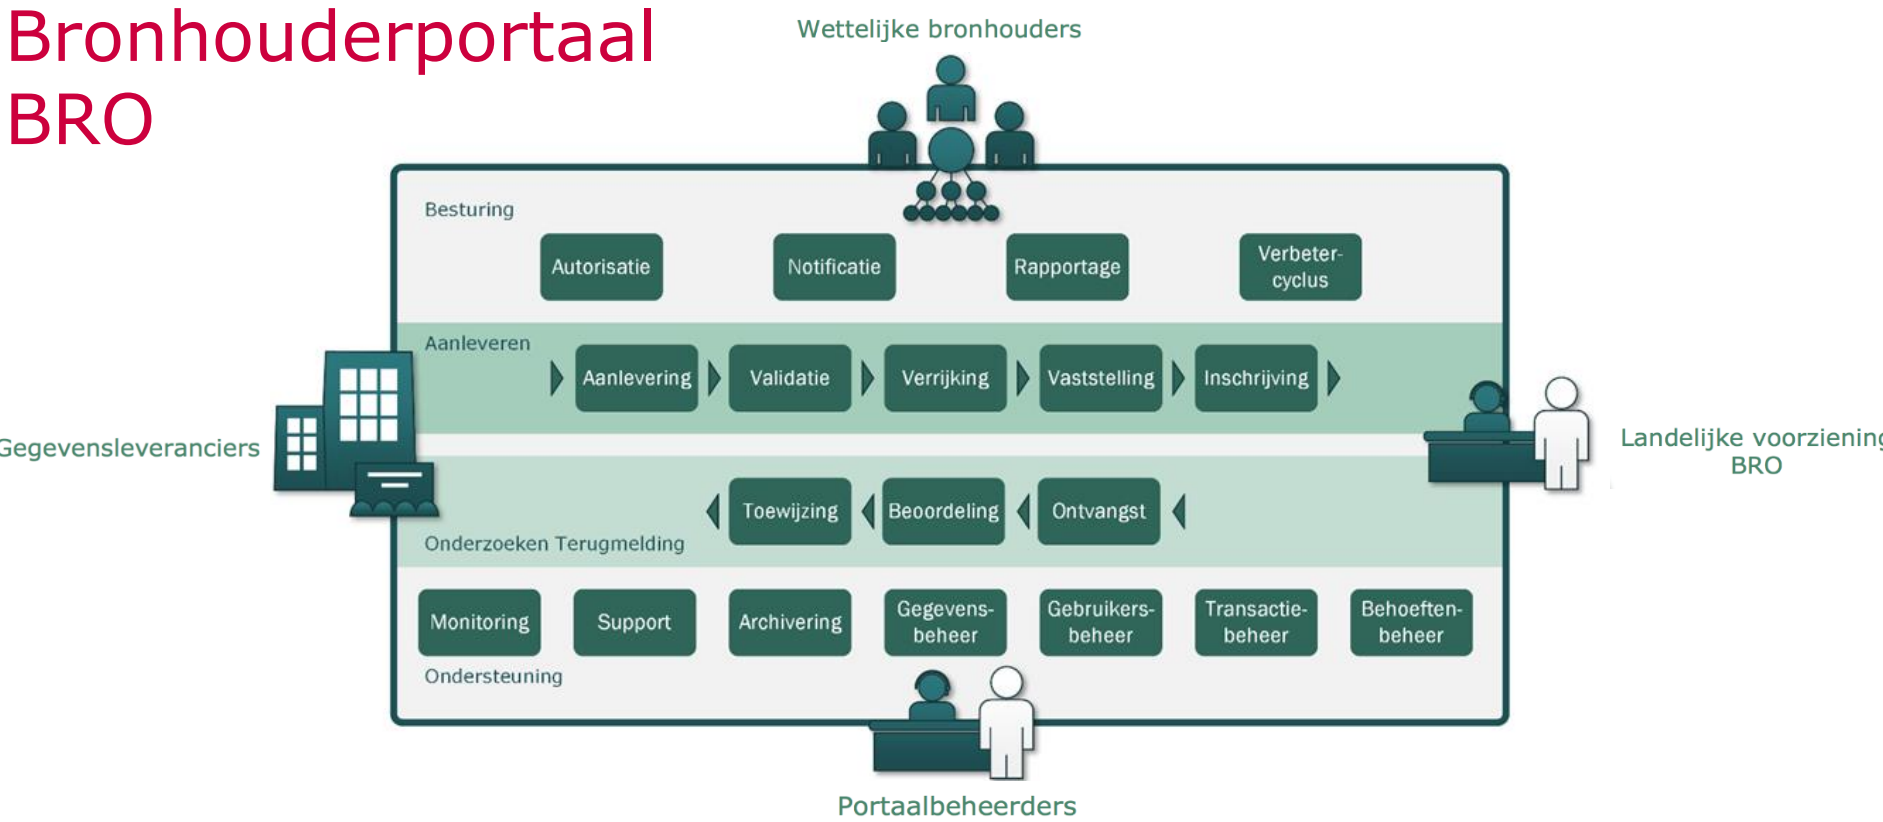 Bronhouderportaal
BRO
Wettelijke bronhouders
Besturing
Autorisatie
Notificatie
Rapportage
Verbeter-
cyclus
Aanleveren
Aanlevering
Validatie
Verrijking
Vaststelling
Inschrijving
Gegevensleveranciers
Landelijke voorziening
BRO
Toewijzing
Beoordeling
Ontvangst
Onderzoeken Terugmelding
Monitoring
Support
Archivering
Gegevens-
beheer
Gebruikers-
beheer
Transactie-
beheer
Behoeften-
beheer
Ondersteuning
Portaalbeheerders